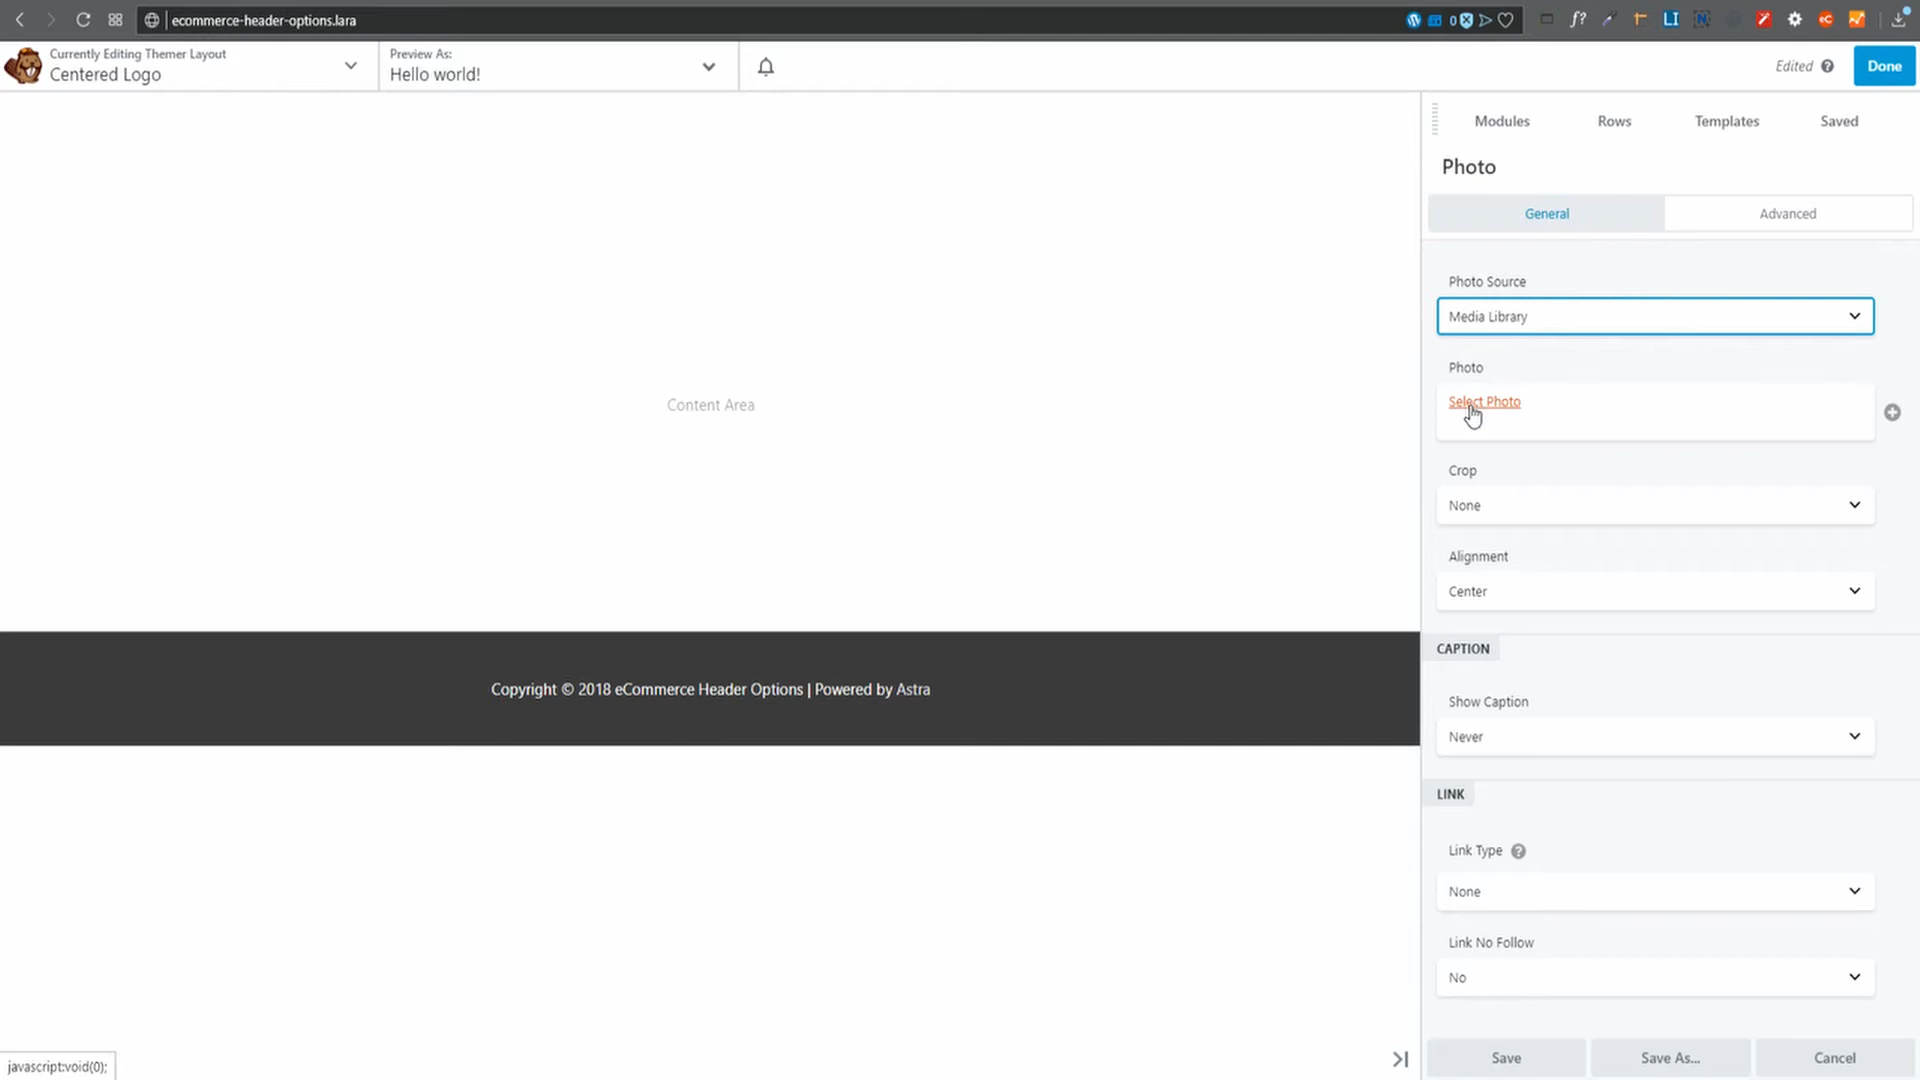 ecommerce-header-options.lara
0
f?
LI
N
eC
Currently Editing Themer Layout
Centered Logo
Preview As:
Hello world!
Edited ?
Done
Modules
Rows
Templates
Saved
Photo
General
Advanced
Photo Source
Media Library
Photo
Select Photo
Content Area
Crop
None
Alignment
Center
CAPTION
Copyright © 2018 eCommerce Header Options | Powered by Astra
Show Caption
Never
LINK
Link Type ?
None
Link No Follow
No
Save
Save As...
Cancel
javascript:void(0);